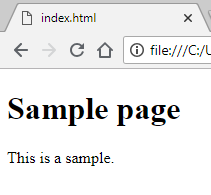 index.html
file:///C:/U
Sample page
This is a sample.